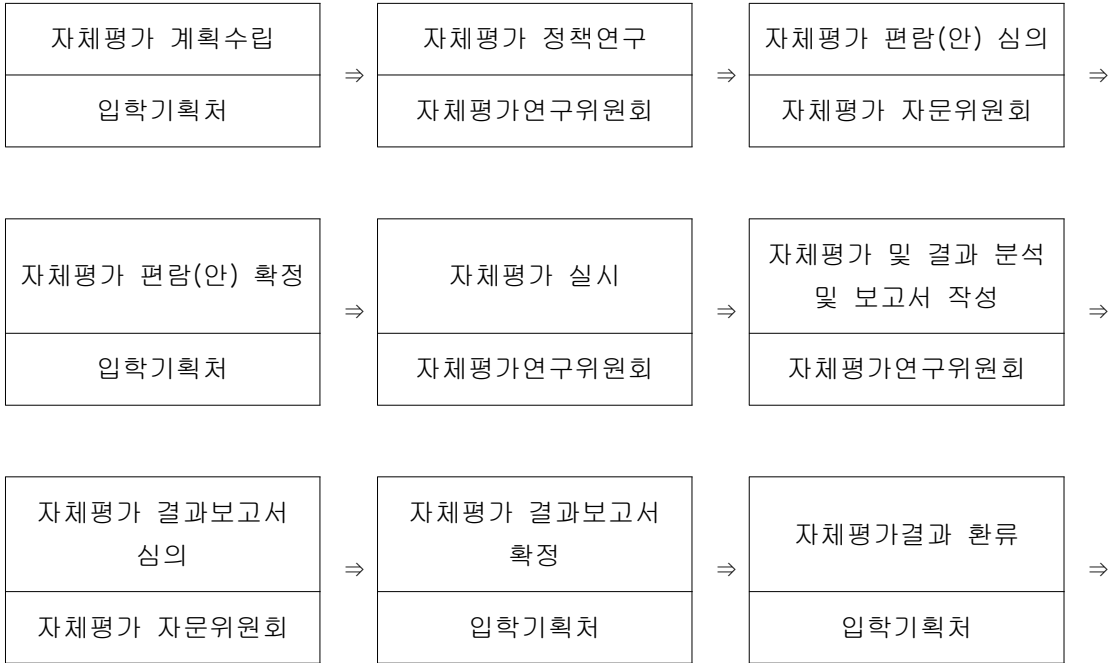 자체평가 계획수립
입학기획처
⇒
자체평가 정책연구
자체평가연구위원회
⇒
자체평가 편람(안) 심의
자체평가 자문위원회
⇒
자체평가 편람(안) 확정
입학기획처
⇒
자체평가 실시
자체평가연구위원회
⇒
자체평가 및 결과 분석
및 보고서 작성
자체평가연구위원회
⇒
자체평가 결과보고서
심의
자체평가 자문위원회
⇒
자체평가 결과보고서
확정
입학기획처
⇒
자체평가결과 환류
입학기획처
⇒